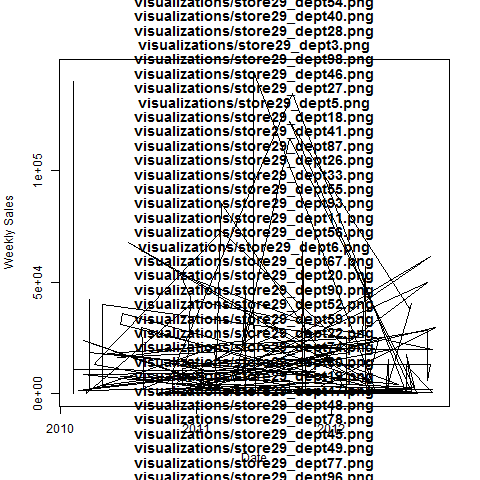 visualizations/store29_dept54.png
visualizations/store29_dept40.png
visualizations/store29_dept28.png
visualizations/store29_dept3.png
visualizations/store29_dept98.png
visualizations/store29_dept46.png
visualizations/store29_dept27.png
visualizations/store29_dept5.png
visualizations/store29_dept18.png
visualizations/store29_dept41.png
visualizations/store29_dept87.png
visualizations/store29_dept26.png
visualizations/store29_dept33.png
visualizations/store29_dept55.png
visualizations/store29_dept93.png
visualizations/store29_dept11.png
visualizations/store29_dept56.png
visualizations/store29_dept6.png
visualizations/store29_dept67.png
visualizations/store29_dept20.png
visualizations/store29_dept90.png
visualizations/store29_dept52.png
visualizations/store29_dept59.png
visualizations/store29_dept22.png
visualizations/store29_dept48.png
visualizations/store29_dept78.png
visualizations/store29_dept45.png
visualizations/store29_dept49.png
visualizations/store29_dept77.png
visualizations/store29_dept96.png
Weekly Sales
0e+00
5e+04
1e+05
2010
2011
2012
Date